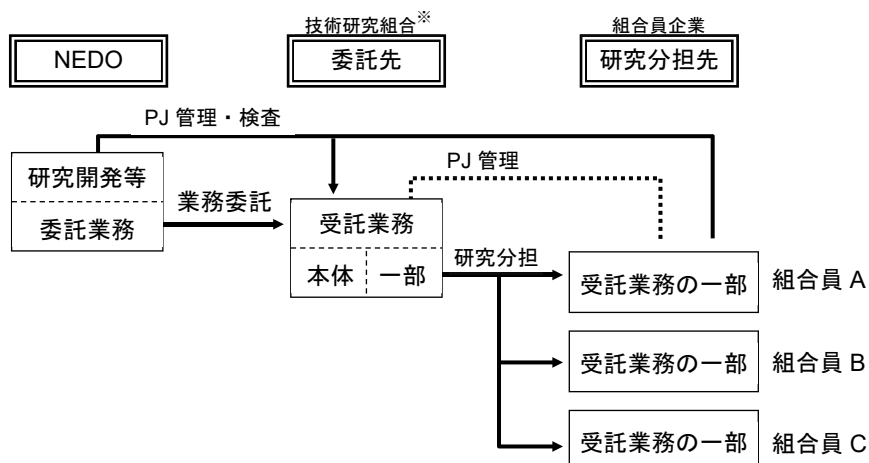 技術研究組合※
組合員企業
NEDO
委託先
研究分担先
PJ 管理・検査
PJ 管理
研究開発等
委託業務
業務委託
受託業務
本体
一部
研究分担
受託業務の一部
組合員 A
受託業務の一部
組合員 B
受託業務の一部
組合員 C